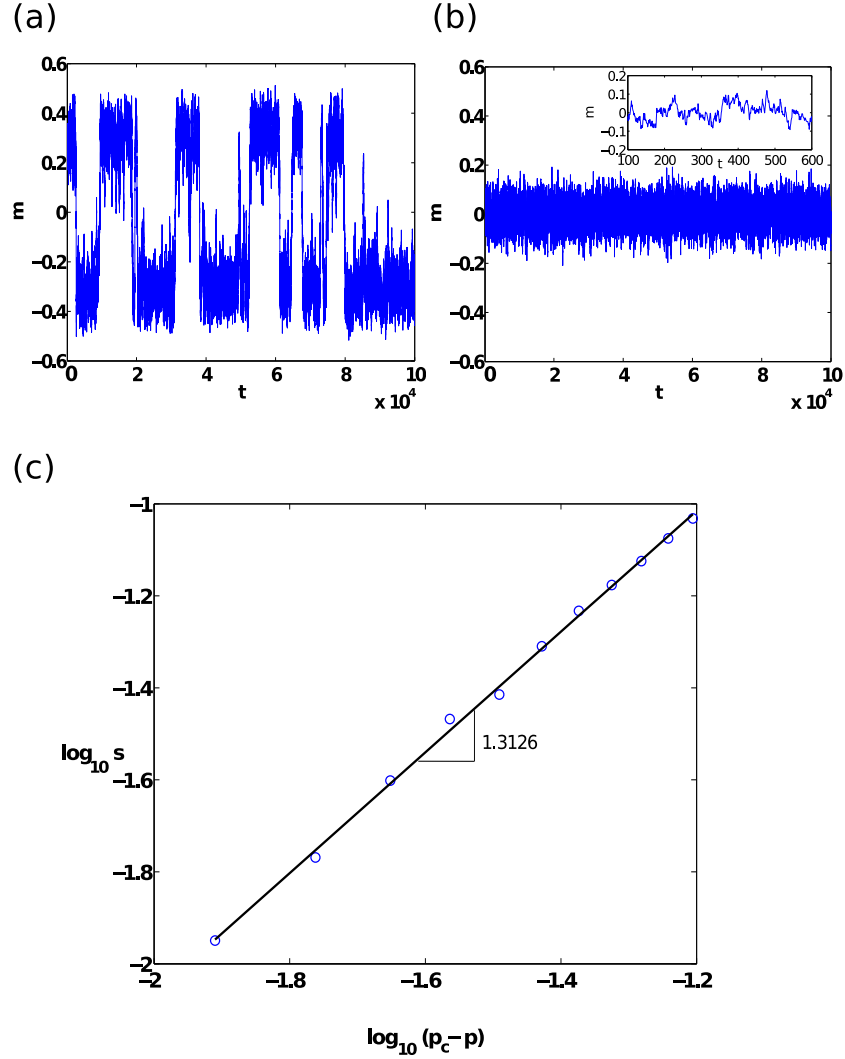 (a)
(b)
0.6
0.4
0.2
0
−0.2
−0.4
−0.6
m
0 2 4 6 8 10
t
x 10^4
0.6
0.4
0.2
0
−0.2
−0.4
−0.6
m
0 2 4 6 8 10
t
x 10^4
0.2
0.1
0
−0.1
−0.2
m
100 200 300 400 500 600
t
(c)
−1
−1.2
−1.4
−1.6
−1.8
−2
log_10 s
1.3126
−2 −1.8 −1.6 −1.4 −1.2
log_10 (p_c−p)